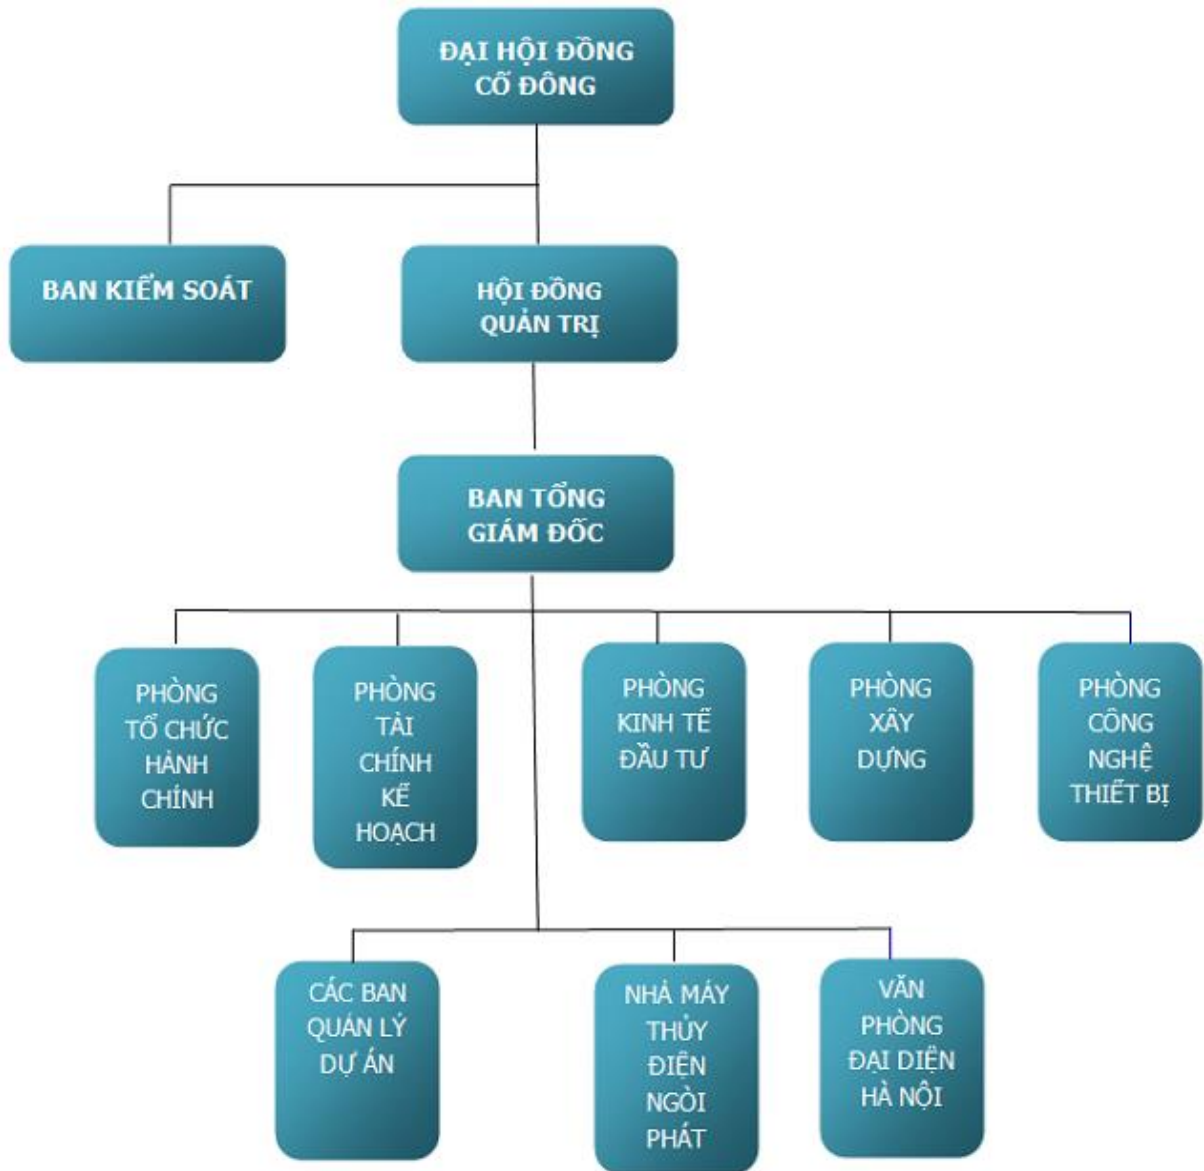 ĐẠI HỘI ĐỒNG
CỔ ĐÔNG
BAN KIỂM SOÁT
HỘI ĐỒNG
QUẢN TRỊ
BAN TỔNG
GIÁM ĐỐC
PHÒNG
TỔ CHỨC
HÀNH
CHÍNH
PHÒNG
TÀI
CHÍNH
KẾ
HOẠCH
PHÒNG
KINH TẾ
ĐẦU TƯ
PHÒNG
XÂY
DỰNG
PHÒNG
CÔNG
NGHỆ
THIẾT BỊ
CÁC BAN
QUẢN LÝ
DỰ ÁN
NHÀ MÁY
THỦY
ĐIỆN
NGÒI
PHÁT
VĂN
PHÒNG
ĐẠI DIỆN
HÀ NỘI